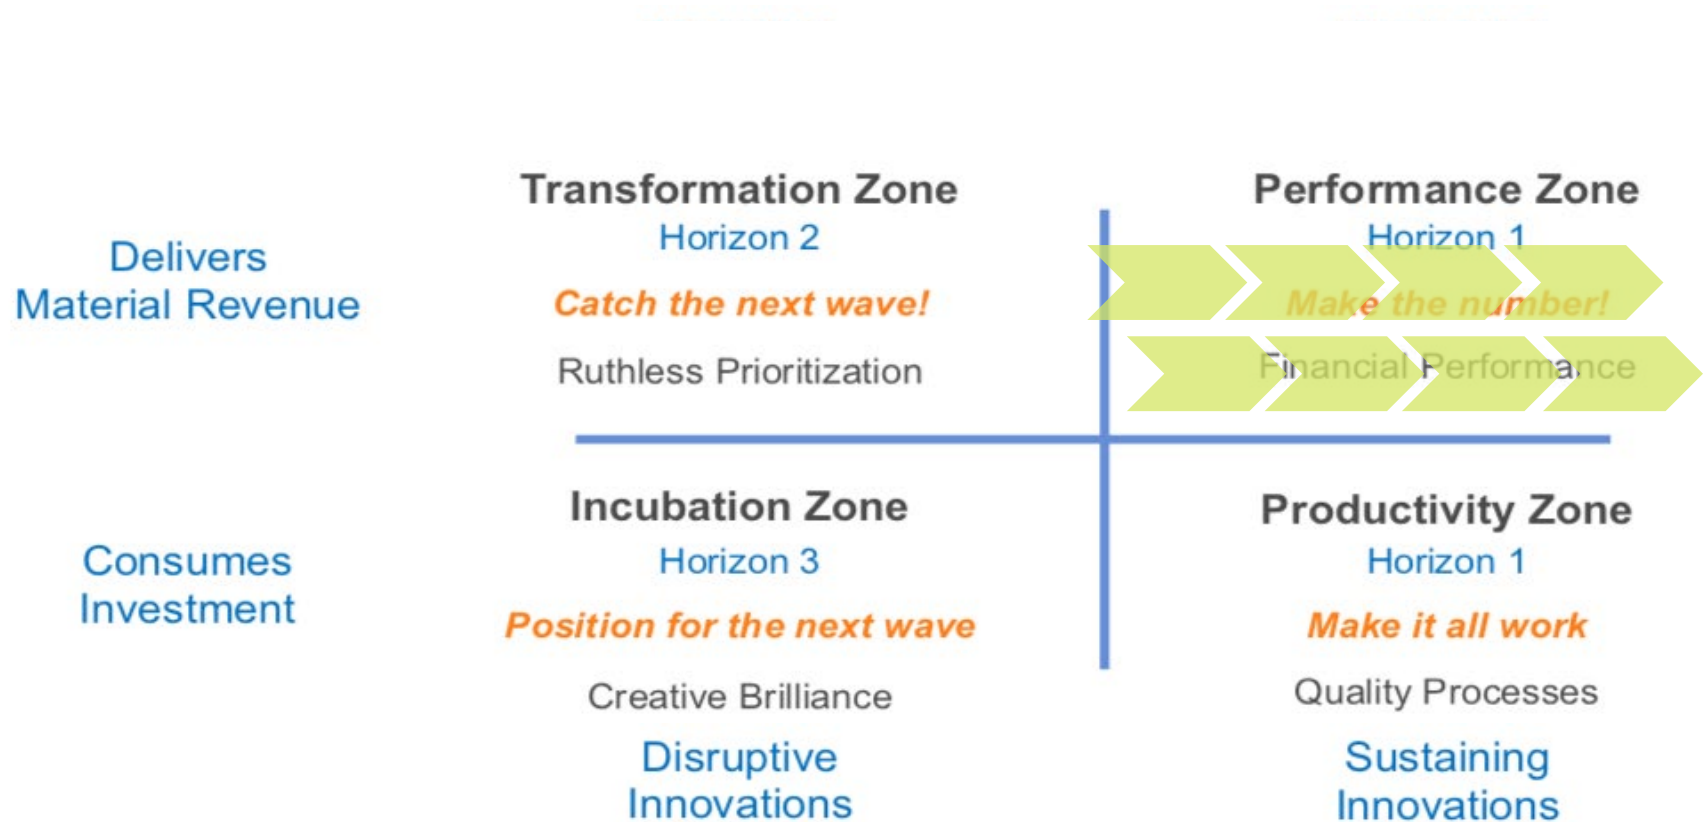 Transformation Zone
Horizon 2
Catch the next wave!
Ruthless Prioritization
Performance Zone
Horizon 1
Make the number!
Financial Performance
Delivers
Material Revenue
Incubation Zone
Horizon 3
Position for the next wave
Creative Brilliance
Disruptive
Innovations
Productivity Zone
Horizon 1
Make it all work
Quality Processes
Sustaining
Innovations
Consumes
Investment